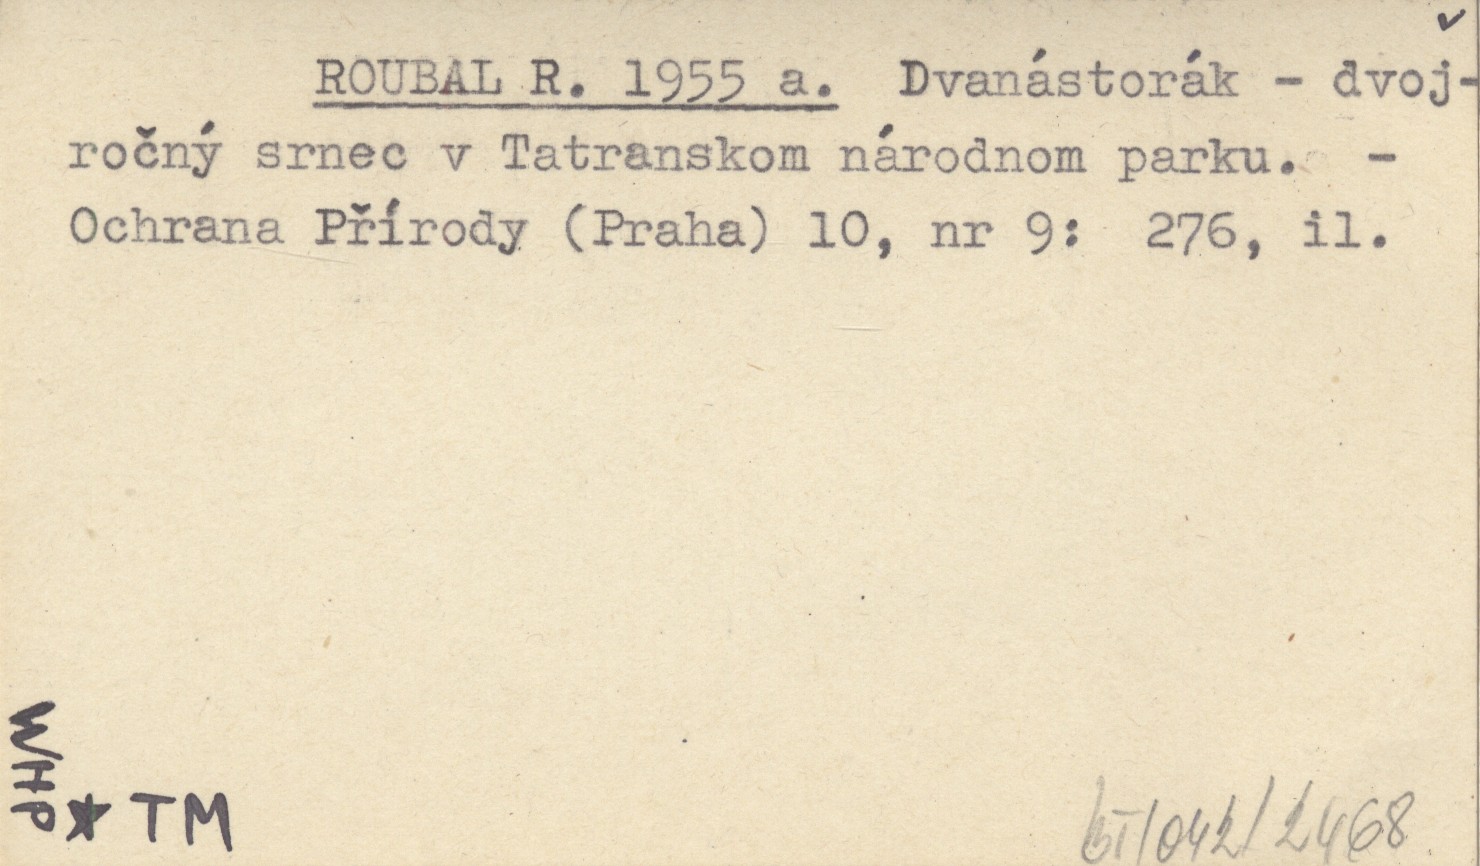 ROUBAL R. 1955 a. Dvanástorák - dvoj-
ročný srnec v Tatranskom národnom parku. -
Ochrana Přírody (Praha) 10, nr 9: 276, il.
WHP
★ TM
BT/042/2468